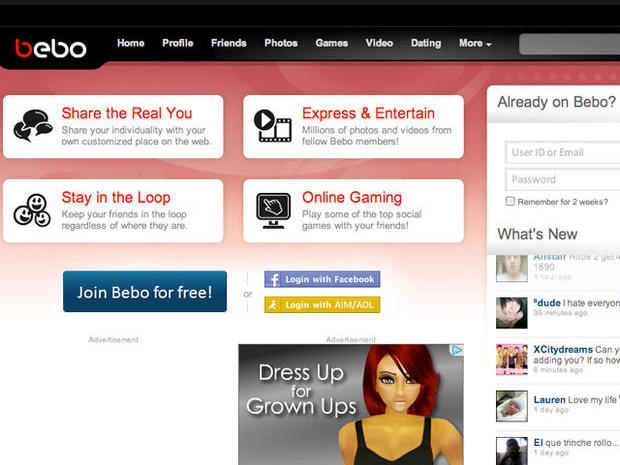 bebo
Home Profile Friends Photos Games Video Dating More
Share the Real You
Share your individuality with your
own customized place on the web.
Express & Entertain
Millions of photos and videos from
fellow Bebo members!
Stay in the Loop
Keep your friends in the loop
regardless of where they are.
Online Gaming
Play some of the top social
games with your friends!
Join Bebo for free!
or
f Login with Facebook
Login with AIM/AOL
Advertisement
Advertisement
Dress Up
for
Grown Ups
Already on Bebo?
User ID or Email
Password
Remember for 2 weeks?
What's New
Allstair Hope 2 get 4
1690
1 hour ago
ºdude I hate everyon
35 minutes ago
XCitydreams Can yo
adding you? If so how
6 minutes ago
Lauren Love my life
1 day ago
El que trinche rollo...
1 day ago